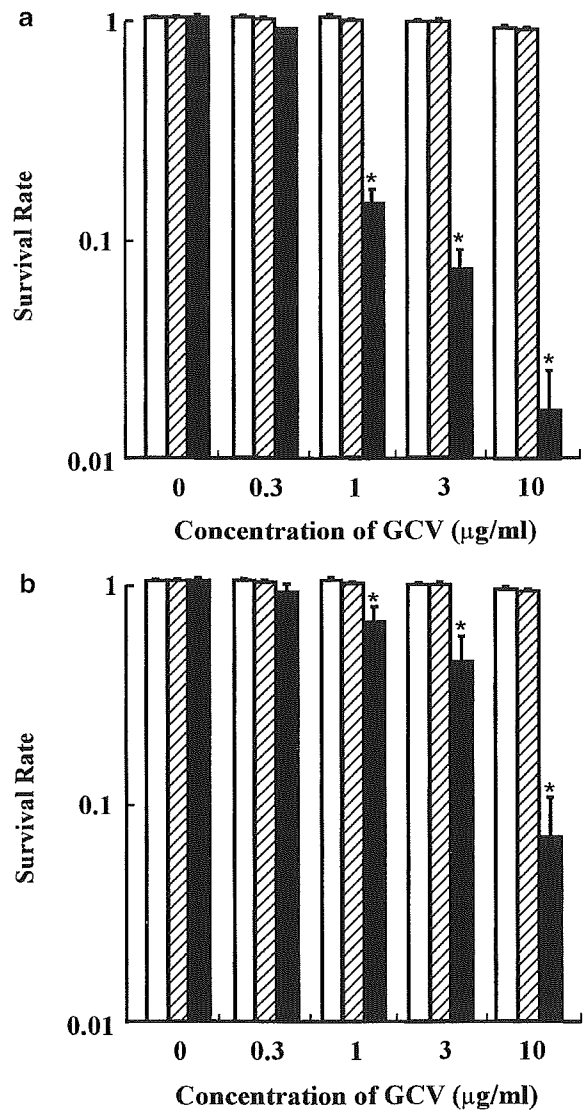 a
1
0.1
0.01
Survival Rate
*
*
*
0 0.3 1 3 10
Concentration of GCV (µg/ml)
b
1
0.1
0.01
Survival Rate
*
*
*
0 0.3 1 3 10
Concentration of GCV (µg/ml)